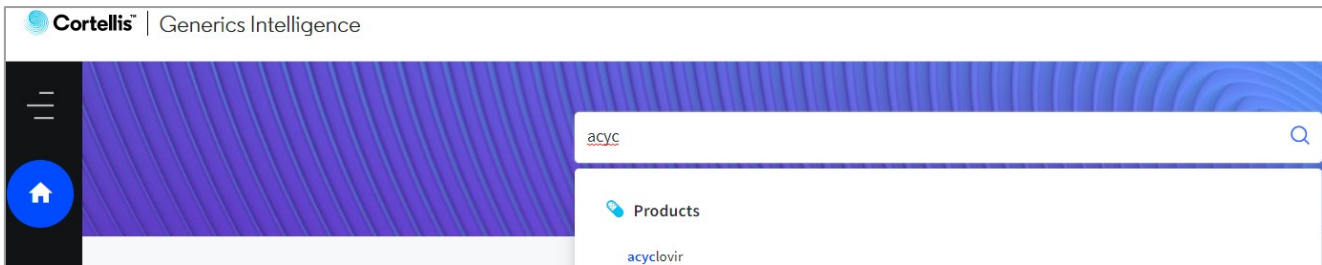 Cortellis™ | Generics Intelligence
acyc
Products
acyclovir